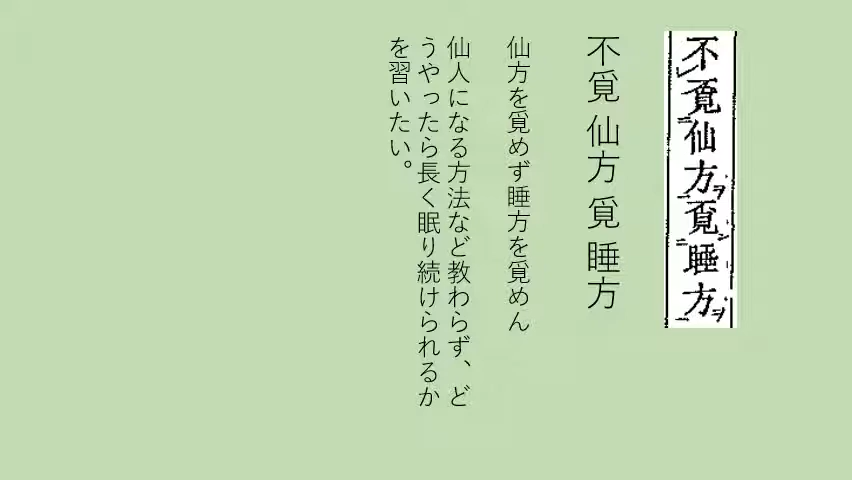 不覓仙方覓睡方
不覓仙方覓睡方
仙方を覓めず睡方を覓めん
仙人になる方法など教わらず、ど
うやったら長く眠り続けられるか
を習いたい。